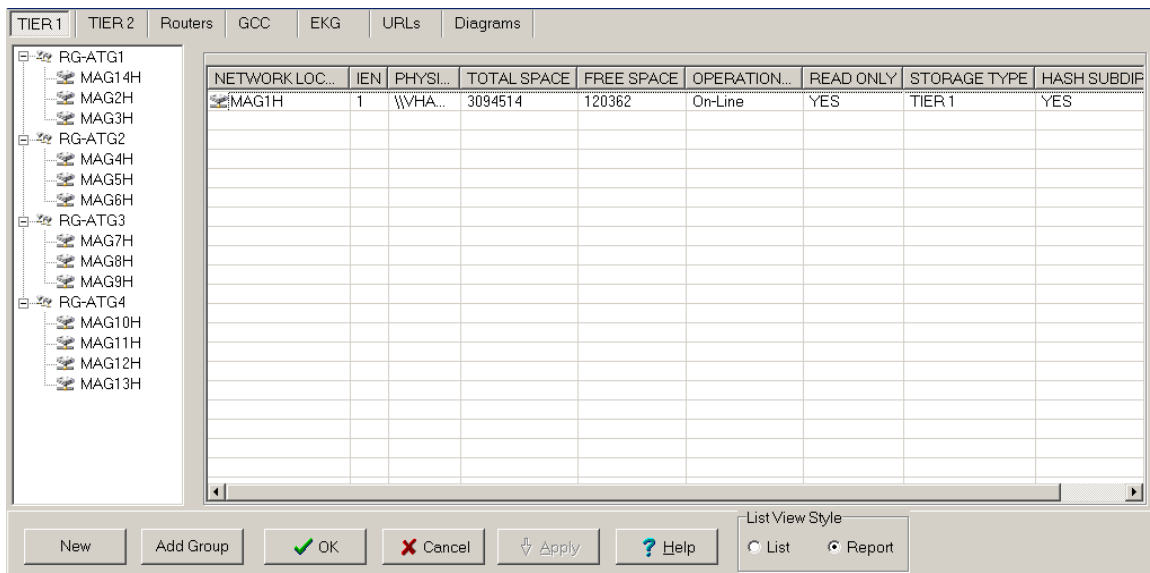 TIER 1 TIER 2 Routers GCC EKG URLs Diagrams
RG-ATG1
MAG14H
MAG2H
MAG3H
RG-ATG2
MAG4H
MAG5H
MAG6H
RG-ATG3
MAG7H
MAG8H
MAG9H
RG-ATG4
MAG10H
MAG11H
MAG12H
MAG13H
NETWORK LOC... IEN PHYSI... TOTAL SPACE FREE SPACE OPERATION... READ ONLY STORAGE TYPE HASH SUBDIR
MAG1H 1 \\VHA... 3094514 120362 On-Line YES TIER 1 YES
New Add Group OK Cancel Apply Help
List View Style
List Report